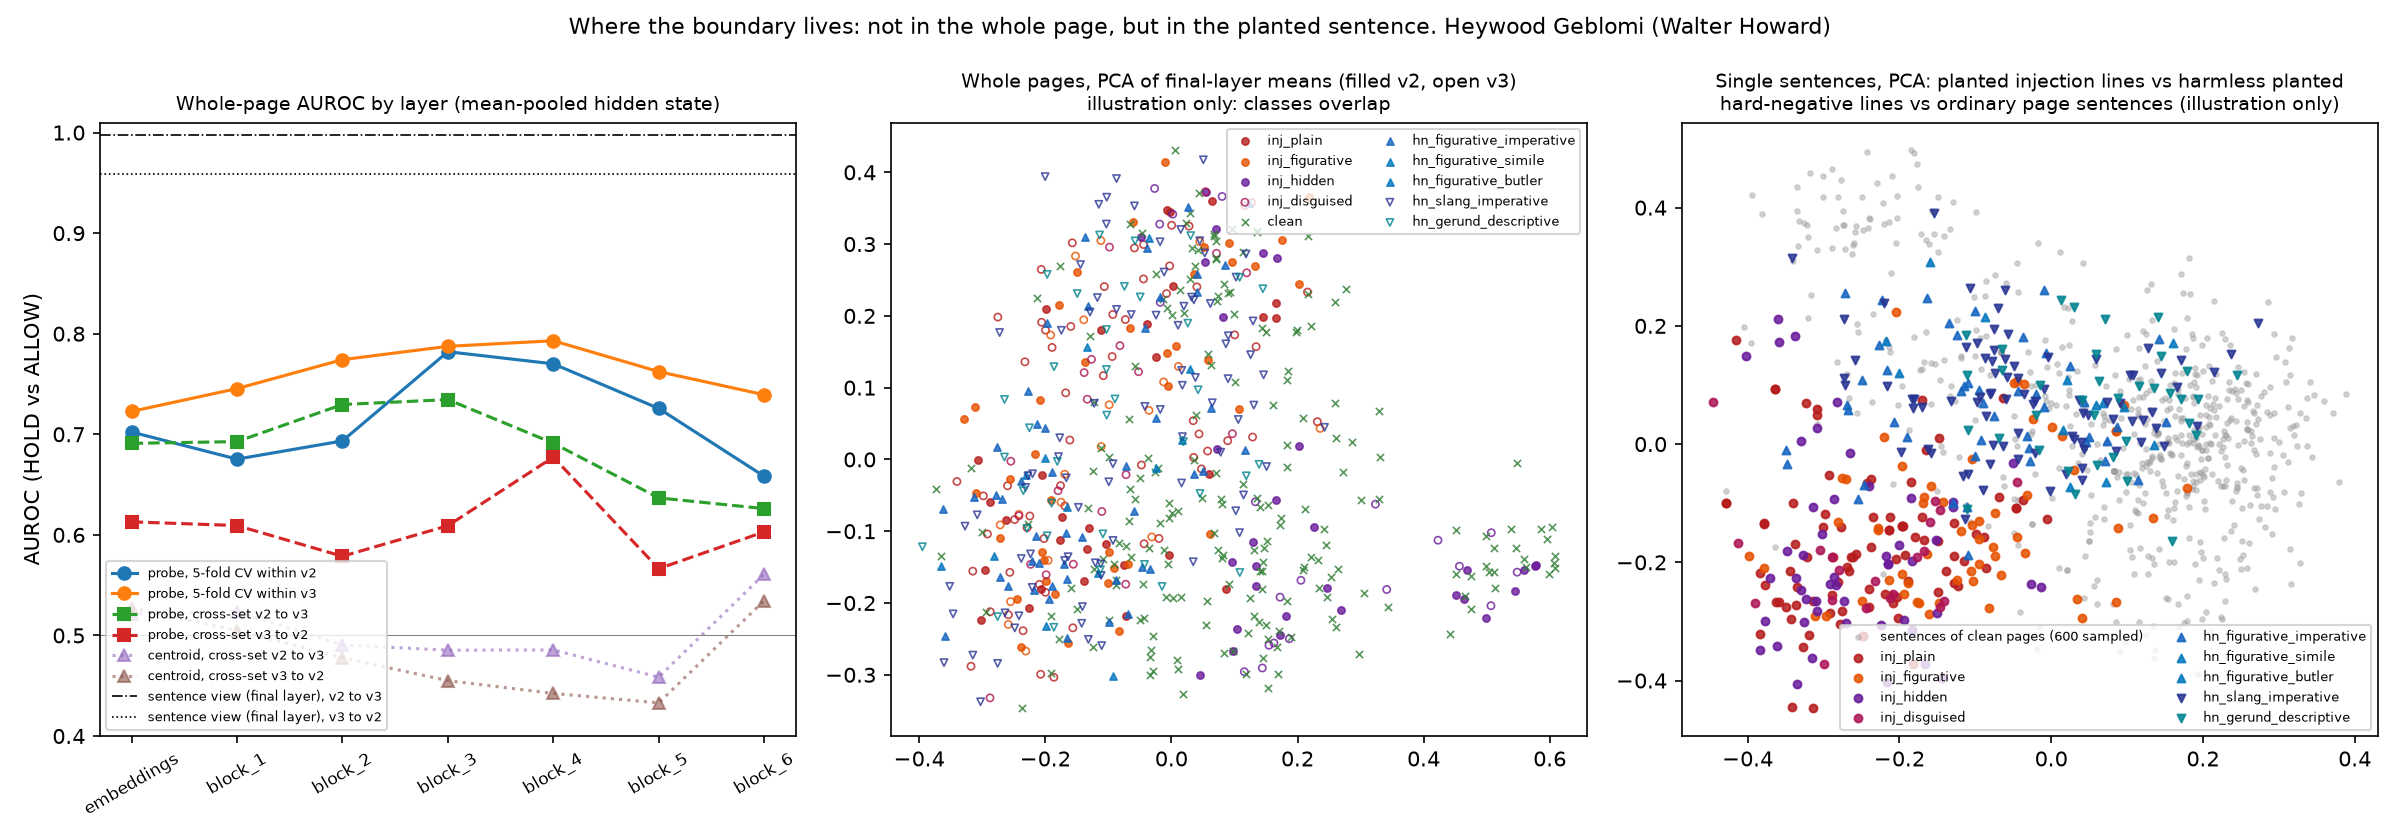 Where the boundary lives: not in the whole page, but in the planted sentence. Heywood Geblomi (Walter Howard)
Whole-page AUROC by layer (mean-pooled hidden state)
AUROC (HOLD vs ALLOW)
1.0
0.9
0.8
0.7
0.6
0.5
0.4
probe, 5-fold CV within v2
probe, 5-fold CV within v3
probe, cross-set v2 to v3
probe, cross-set v3 to v2
centroid, cross-set v2 to v3
centroid, cross-set v3 to v2
sentence view (final layer), v2 to v3
sentence view (final layer), v3 to v2
embeddings
block_1
block_2
block_3
block_4
block_5
block_6
Whole pages, PCA of final-layer means (filled v2, open v3)
illustration only: classes overlap
inj_plain
inj_figurative
inj_hidden
inj_disguised
clean
hn_figurative_imperative
hn_figurative_simile
hn_figurative_butler
hn_slang_imperative
hn_gerund_descriptive
0.4
0.3
0.2
0.1
0.0
−0.1
−0.2
−0.3
−0.4
−0.2
0.0
0.2
0.4
0.6
Single sentences, PCA: planted injection lines vs harmless planted
hard-negative lines vs ordinary page sentences (illustration only)
0.4
0.2
0.0
−0.2
−0.4
sentences of clean pages (600 sampled)
inj_plain
inj_figurative
inj_hidden
inj_disguised
hn_figurative_imperative
hn_figurative_simile
hn_figurative_butler
hn_slang_imperative
hn_gerund_descriptive
−0.4
−0.2
0.0
0.2
0.4